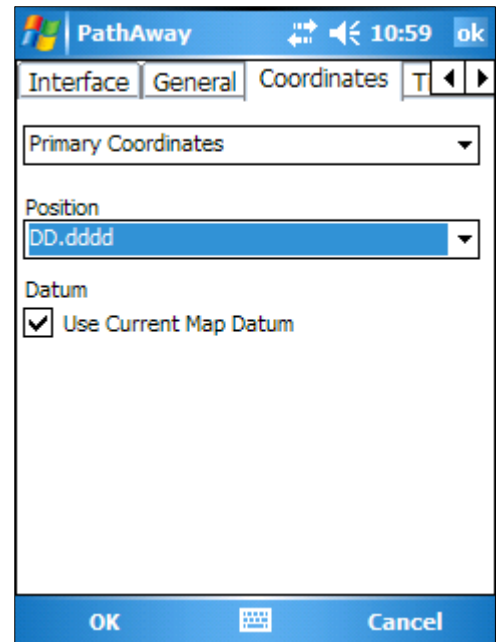 PathAway 10:59 ok
Interface General Coordinates
Primary Coordinates
Position
DD.dddd
Datum
Use Current Map Datum
OK Cancel